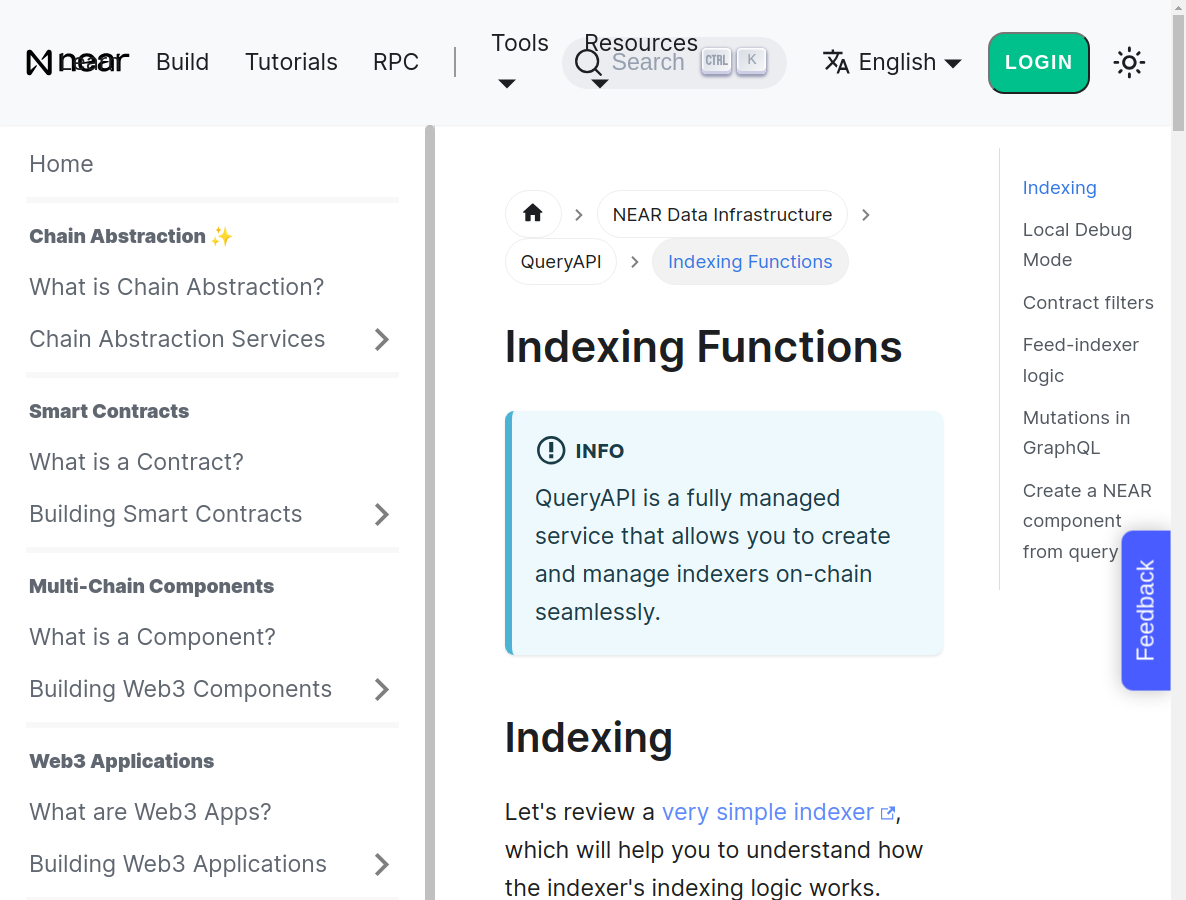 near
Learn
Build
Tutorials
RPC
Tools
Resources
Search
CTRL
K
English
LOGIN
Home
Chain Abstraction ✨
What is Chain Abstraction?
Chain Abstraction Services
Smart Contracts
What is a Contract?
Building Smart Contracts
Multi-Chain Components
What is a Component?
Building Web3 Components
Web3 Applications
What are Web3 Apps?
Building Web3 Applications
NEAR Data Infrastructure
QueryAPI
Indexing Functions
Indexing Functions
INFO
QueryAPI is a fully managed
service that allows you to create
and manage indexers on-chain
seamlessly.
Indexing
Let's review a very simple indexer,
which will help you to understand how
the indexer's indexing logic works.
Indexing
Local Debug
Mode
Contract filters
Feed-indexer
logic
Mutations in
GraphQL
Create a NEAR
component
from query
Feedback